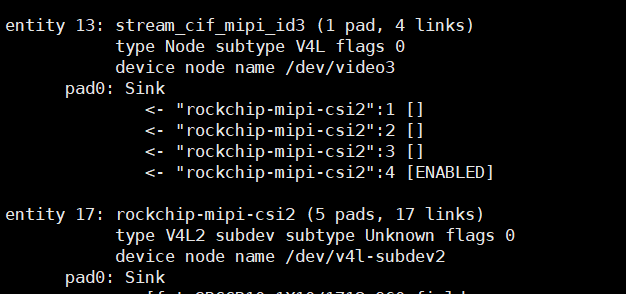 entity 13: stream_cif_mipi_id3 (1 pad, 4 links)
type Node subtype V4L flags 0
device node name /dev/video3
pad0: Sink
<- "rockchip-mipi-csi2":1 []
<- "rockchip-mipi-csi2":2 []
<- "rockchip-mipi-csi2":3 []
<- "rockchip-mipi-csi2":4 [ENABLED]
entity 17: rockchip-mipi-csi2 (5 pads, 17 links)
type V4L2 subdev subtype Unknown flags 0
device node name /dev/v4l-subdev2
pad0: Sink